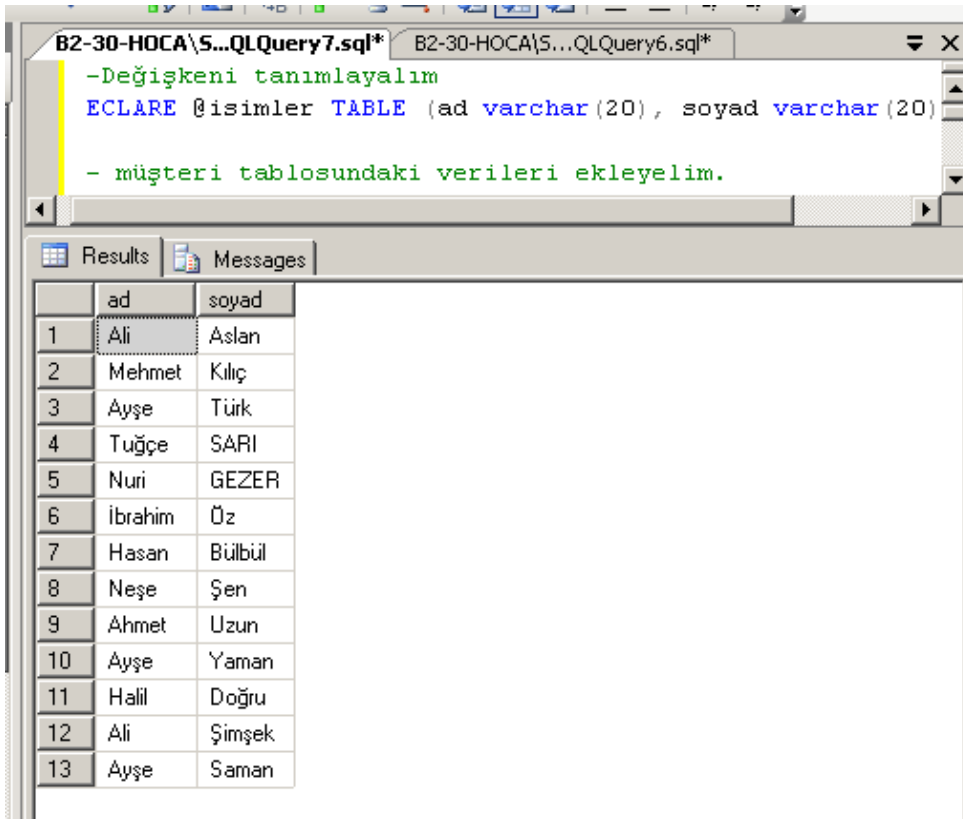 B2-30-HOCA\S...QLQuery7.sql* B2-30-HOCA\S...QLQuery6.sql*
-Değişkeni tanımlayalım
ECLARE @isimler TABLE (ad varchar(20), soyad varchar(20)
- müşteri tablosundaki verileri ekleyelim.
Results Messages
ad soyad
1 Ali Aslan
2 Mehmet Kılıç
3 Ayşe Türk
4 Tuğçe SARI
5 Nuri GEZER
6 İbrahim Öz
7 Hasan Bülbül
8 Neşe Şen
9 Ahmet Uzun
10 Ayşe Yaman
11 Halil Doğru
12 Ali Şimşek
13 Ayşe Saman